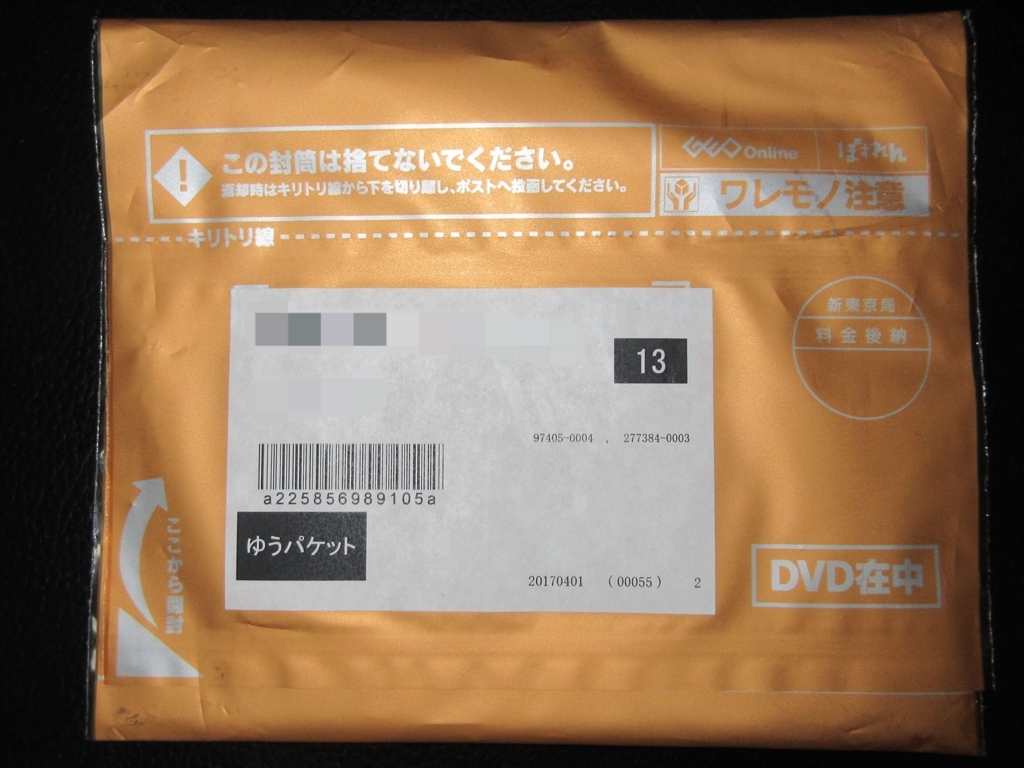 この封筒は捨てないでください。
返却時はキリトリ線から下を切り離し、ポストへ投函してください。
GEO Online
ぽすれん
ワレモノ注意
キリトリ線
新東京局
料金後納
13
97405-0004 , 277384-0003
a225856989105a
ゆうパケット
20170401 (00055) 2
ここから開封
DVD在中